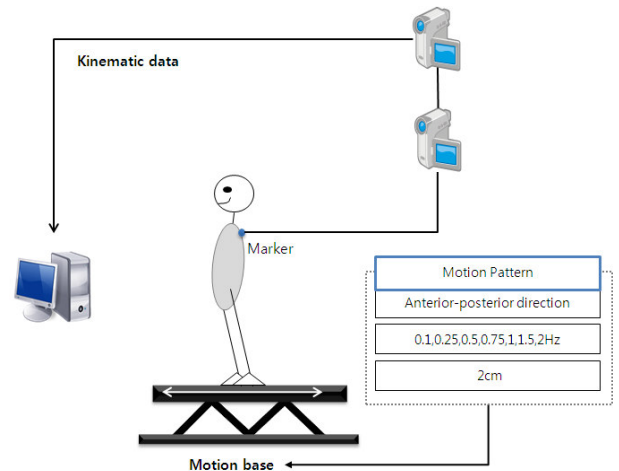 Kinematic data
Marker
Motion Pattern
Anterior-posterior direction
0.1,0.25,0.5,0.75,1,1.5,2Hz
2cm
Motion base